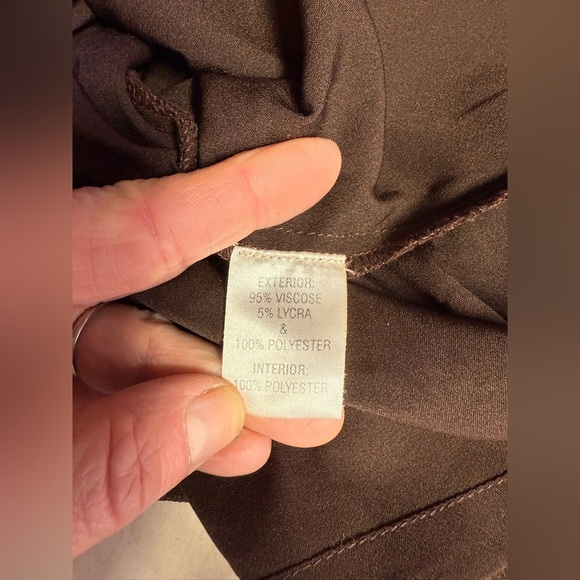 EXTERIOR:
95% VISCOSE
5% LYCRA
&
100% POLYESTER
INTERIOR:
100% POLYESTER